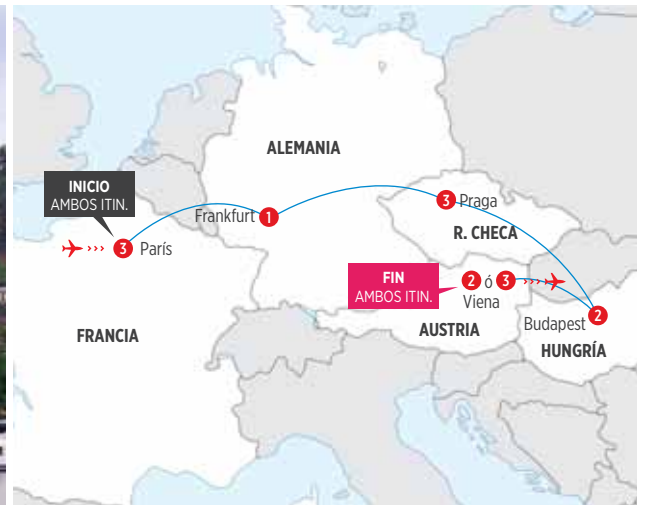 ALEMANIA
INICIO
AMBOS ITIN.
3 París
Frankfurt 1
3 Praga
R. CHECA
FIN
AMBOS ITIN.
2 ó 3
Viena
AUSTRIA
Budapest 2
HUNGRÍA
FRANCIA